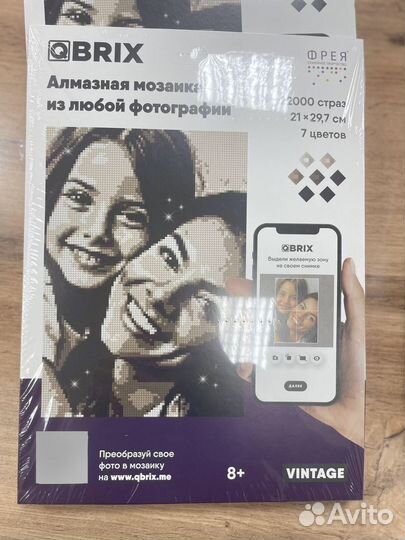 QBRIX
ФРЕЯ
Алмазная мозаика
из любой фотографии
2000 страз
21×29,7 см
7 цветов
QBRIX
Выдели желаемую зону
на своем снимке
ДАЛЕЕ
Преобразуй свое
фото в мозаику
на www.qbrix.me
8+
VINTAGE
Avito